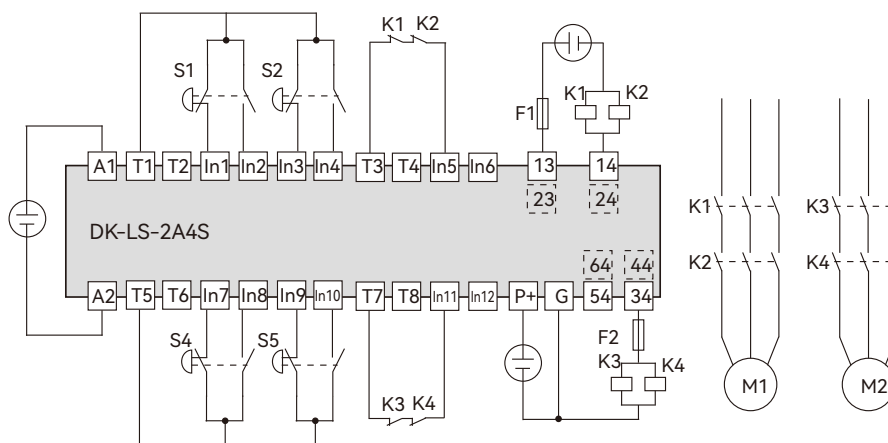 K1 K2
S1 S2
F1 K1 K2
A1 T1 T2 In1 In2 In3 In4 T3 T4 In5 In6 13 14
23 24
DK-LS-2A4S
64 44
A2 T5 T6 In7 In8 In9 In10 T7 T8 In11 In12 P+ G 54 34
S4 S5
F2
K3 K4
K3 K4
K1 K3
K2 K4
M1 M2